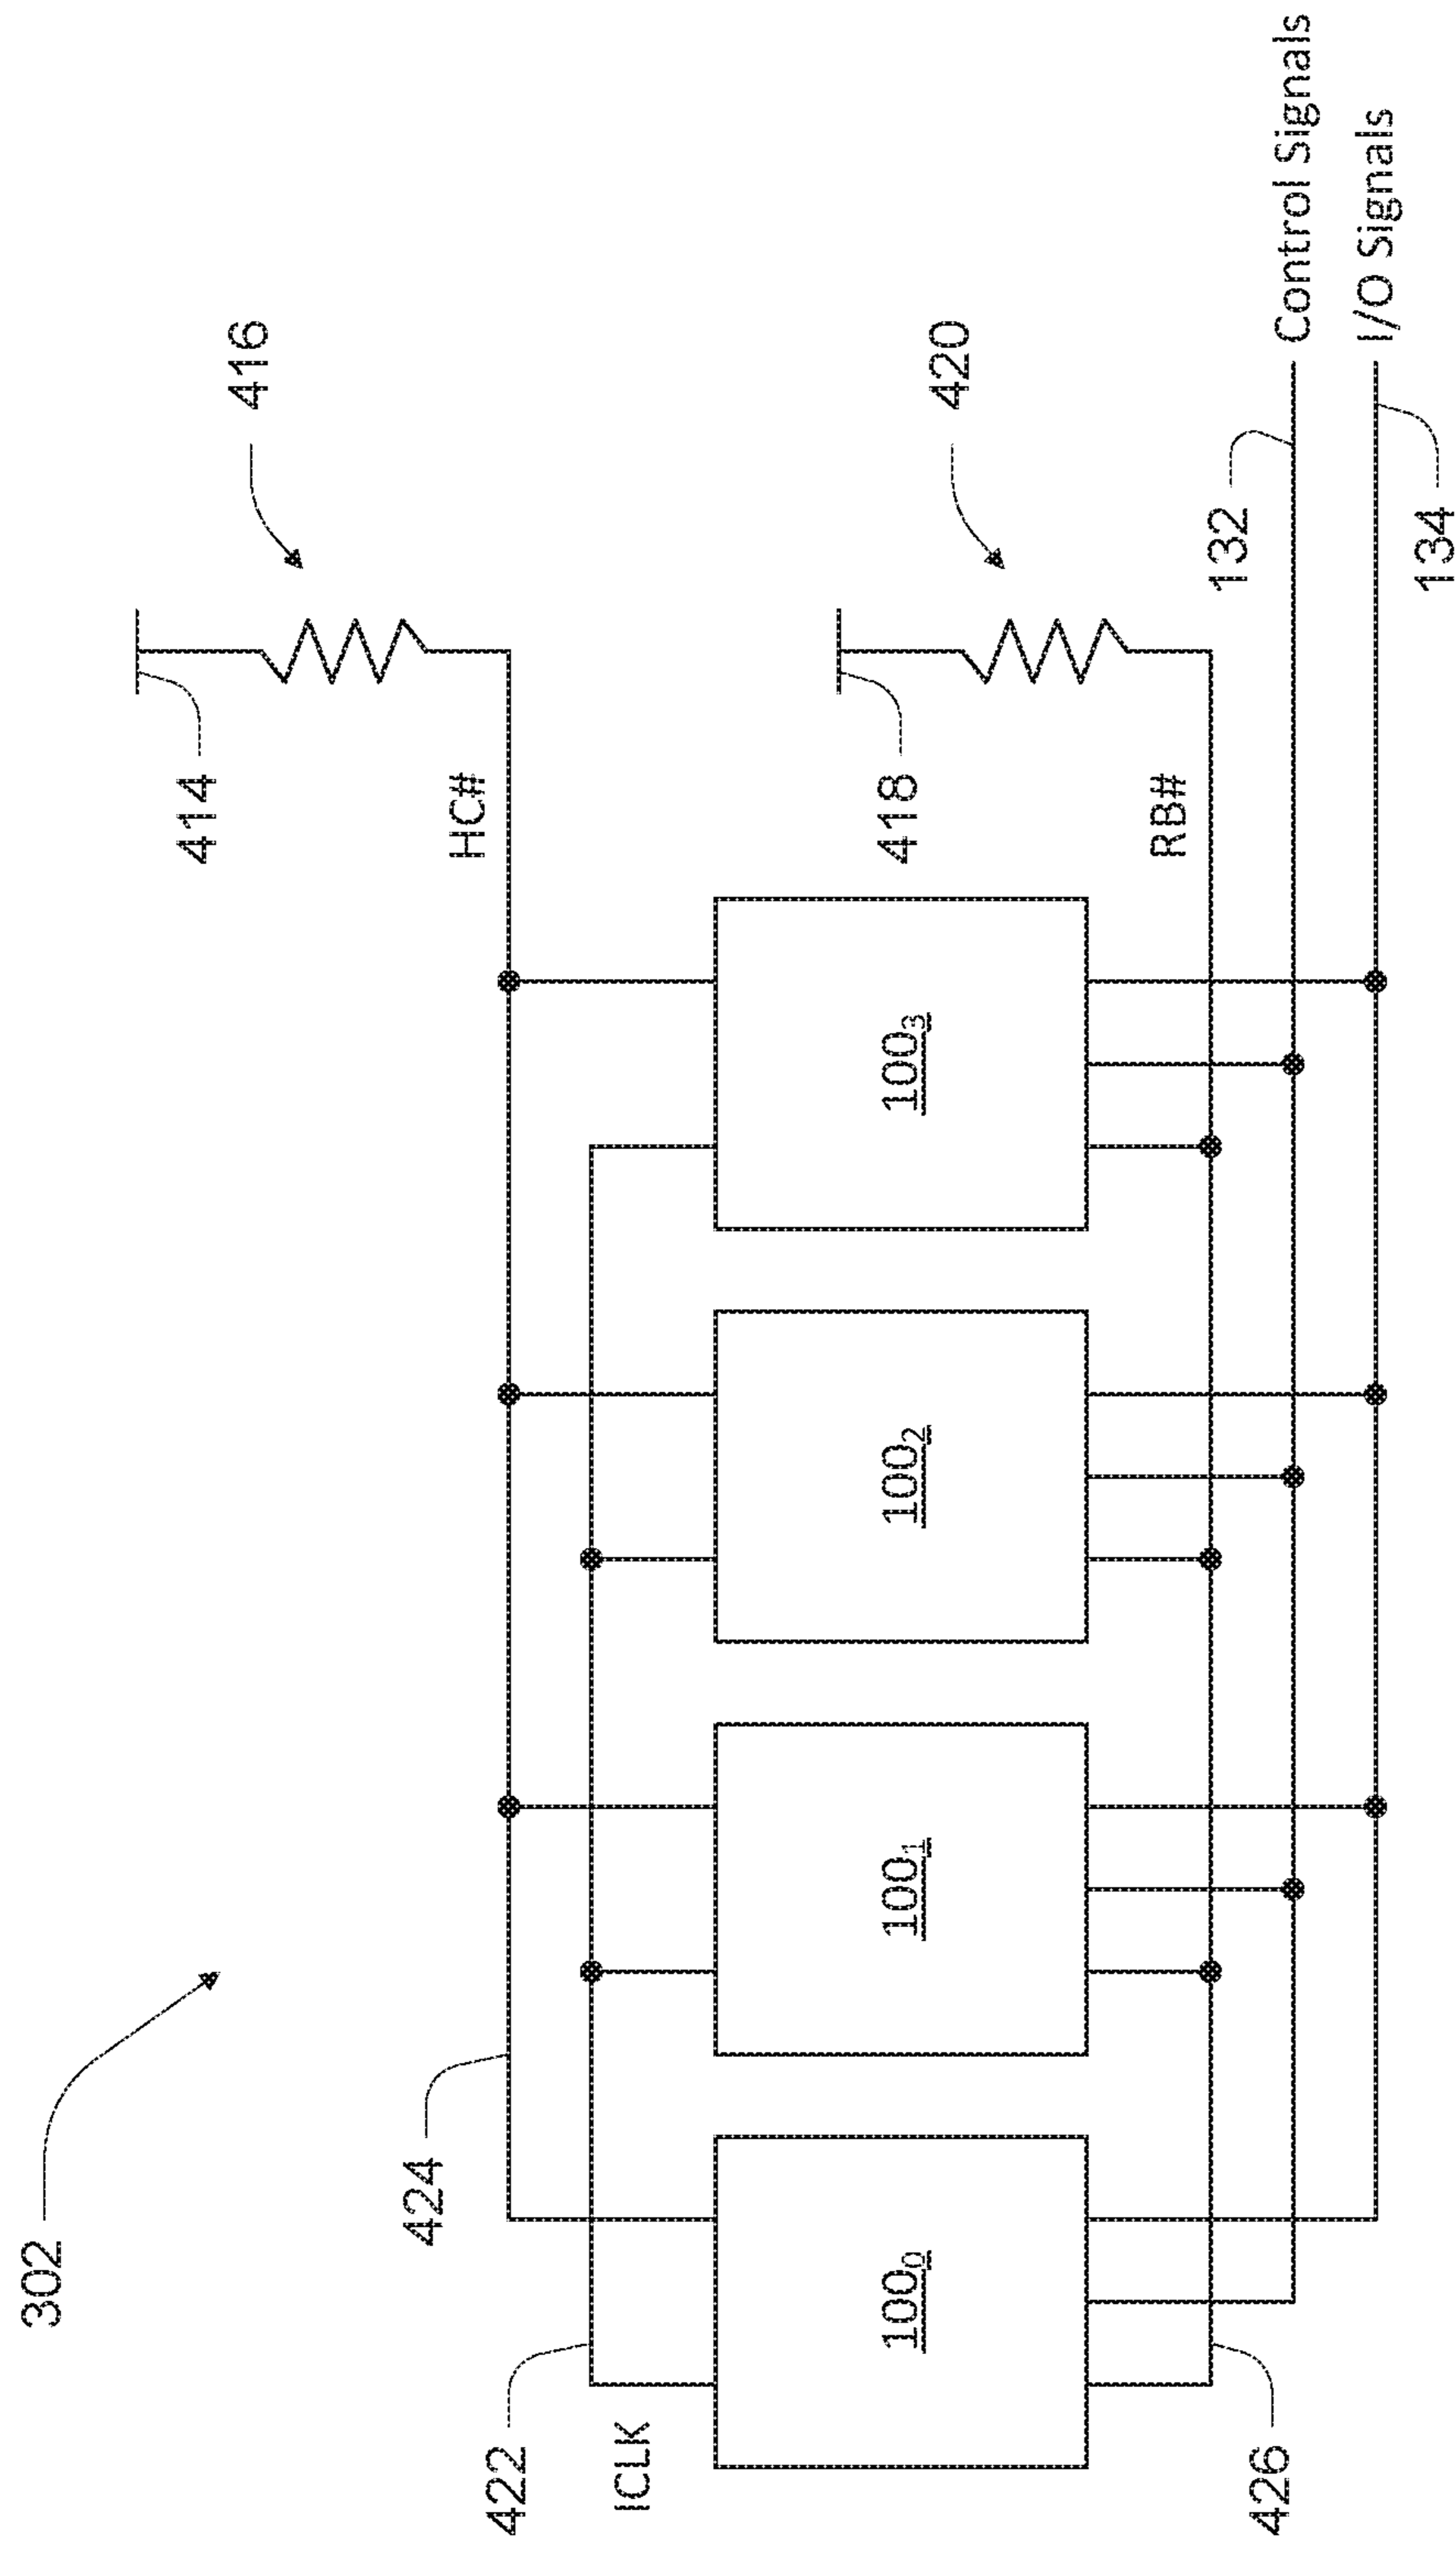 302
414
416
424
HC#
422
ICLK
100₀
100₁
100₂
100₃
418
420
RB#
132
426
Control Signals
I/O Signals
134